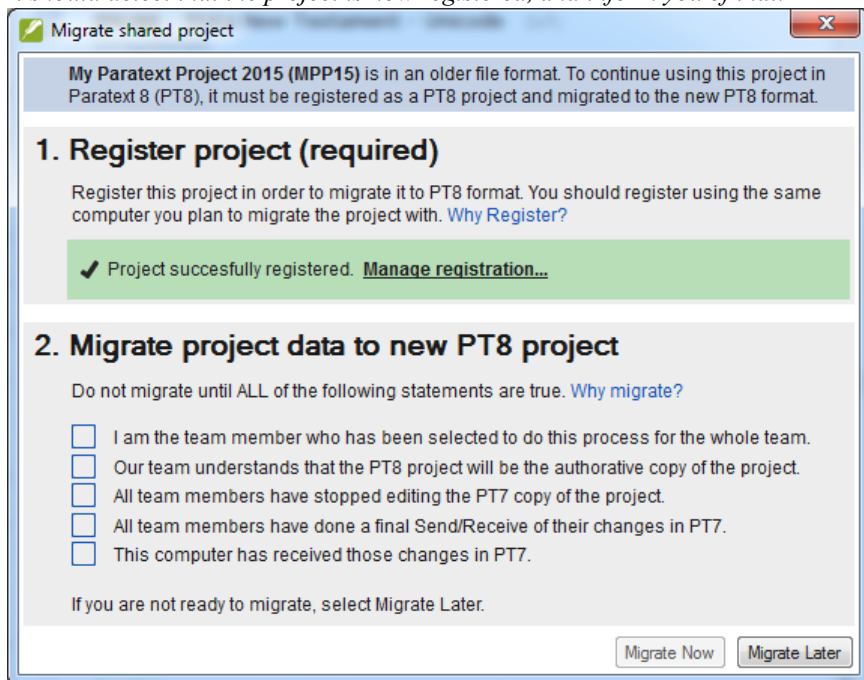 Migrate shared project
My Paratext Project 2015 (MPP15) is in an older file format. To continue using this project in
Paratext 8 (PT8), it must be registered as a PT8 project and migrated to the new PT8 format.
1. Register project (required)
Register this project in order to migrate it to PT8 format. You should register using the same
computer you plan to migrate the project with. Why Register?
✔ Project succesfully registered. Manage registration...
2. Migrate project data to new PT8 project
Do not migrate until ALL of the following statements are true. Why migrate?
I am the team member who has been selected to do this process for the whole team.
Our team understands that the PT8 project will be the authorative copy of the project.
All team members have stopped editing the PT7 copy of the project.
All team members have done a final Send/Receive of their changes in PT7.
This computer has received those changes in PT7.
If you are not ready to migrate, select Migrate Later.
Migrate Now Migrate Later